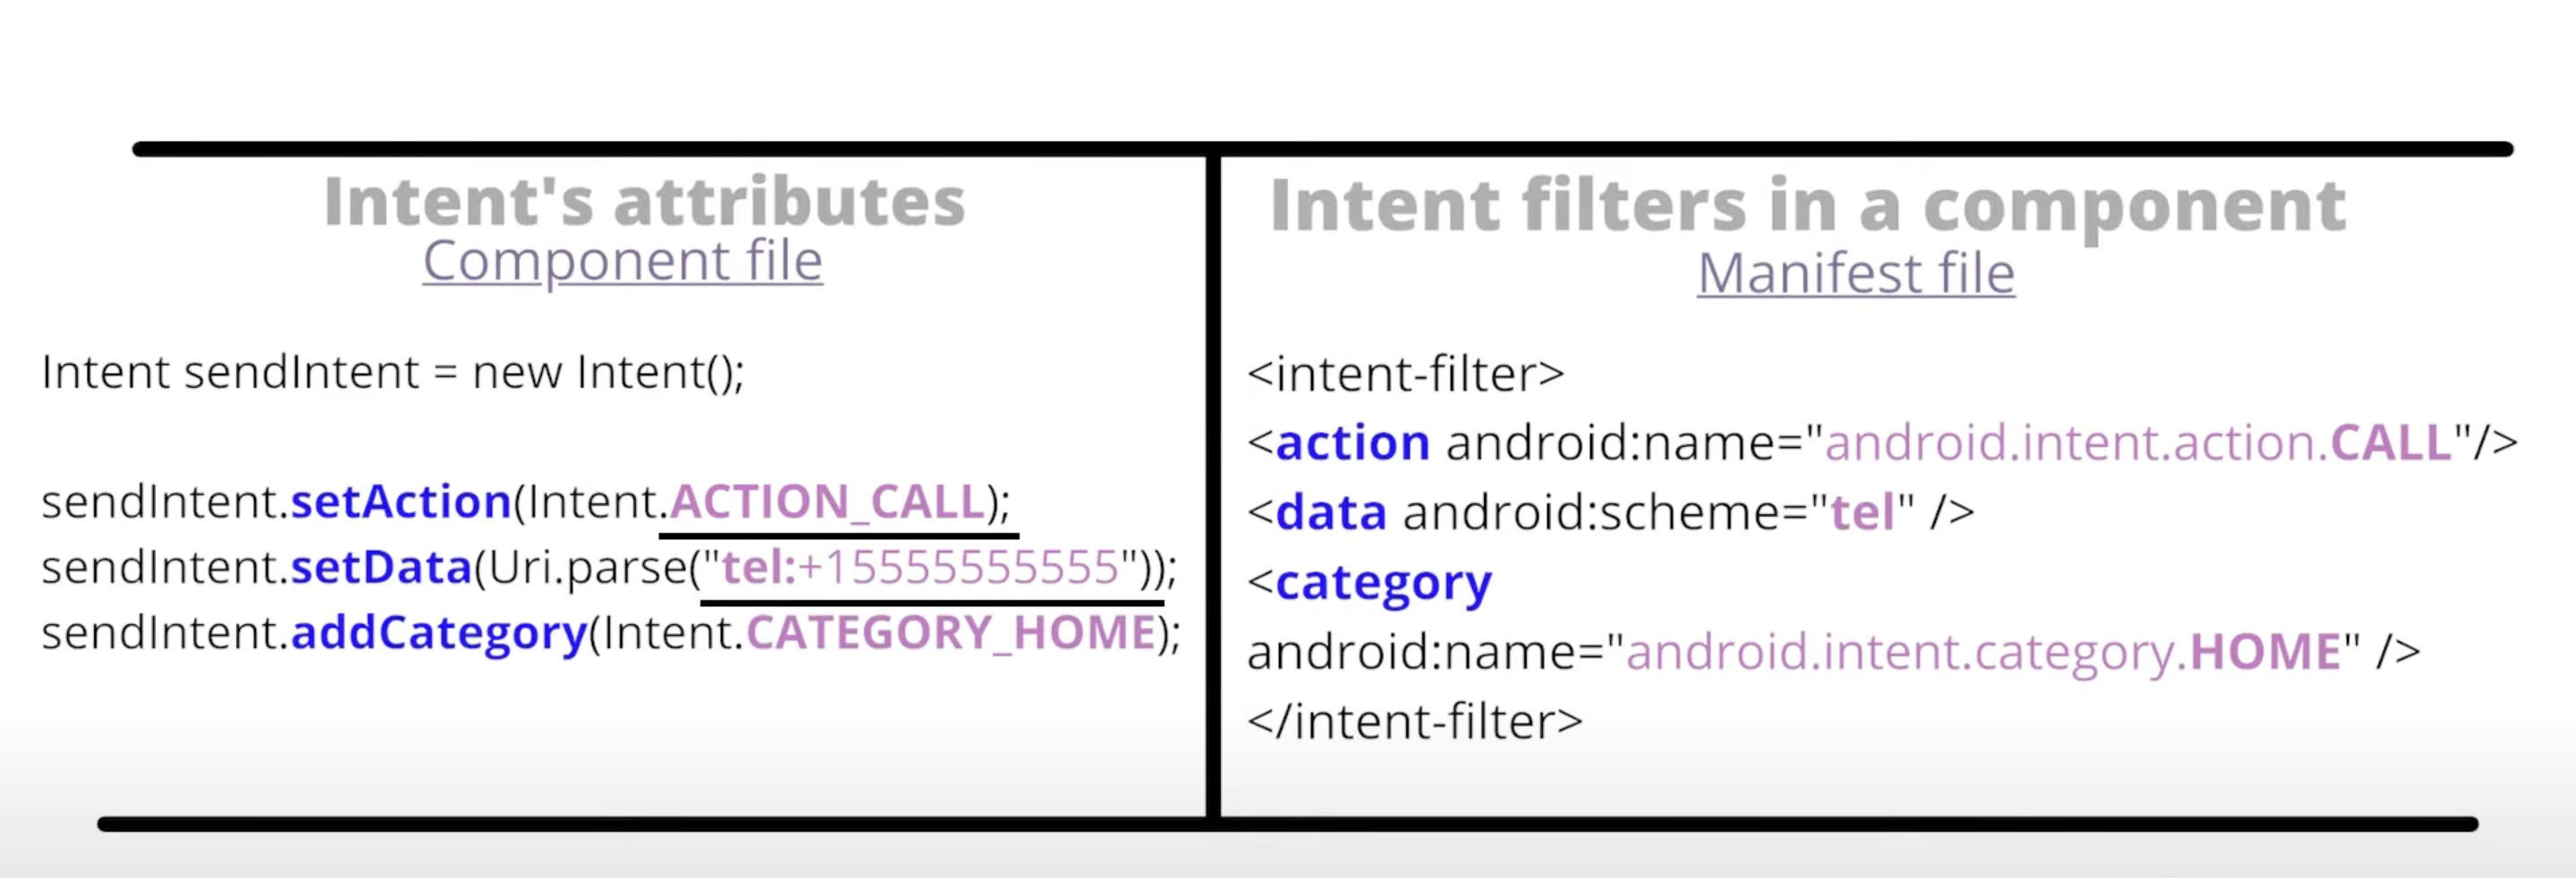 Intent's attributes
Component file
Intent sendIntent = new Intent();
sendIntent.setAction(Intent.ACTION_CALL);
sendIntent.setData(Uri.parse("tel:+15555555555"));
sendIntent.addCategory(Intent.CATEGORY_HOME);
Intent filters in a component
Manifest file
<intent-filter>
<action android:name="android.intent.action.CALL"/>
<data android:scheme="tel" />
<category
android:name="android.intent.category.HOME" />
</intent-filter>